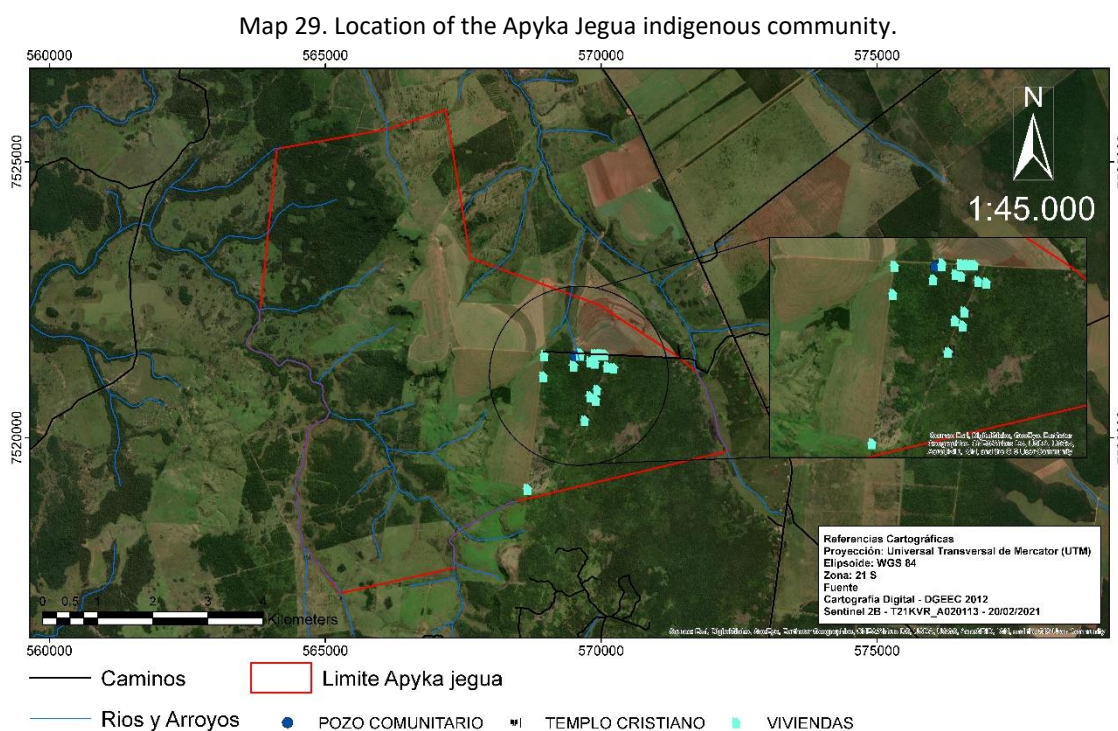 Map 29. Location of the Apyka Jegua indigenous community.
560000 565000 570000 575000
7525000
N
1:45.000
7520000
Referencias Cartográficas
Proyección: Universal Transversal de Mercator (UTM)
Elipsoide: WGS 84
Zona: 21 S
Fuente
Cartografía Digital - DGEEC 2012
Sentinel 2B - T21KVR_A020113 - 20/02/2021
0 0,5 1 2 3 4
Kilometers
560000 565000 570000 575000
Caminos
Limite Apyka jegua
Rios y Arroyos
POZO COMUNITARIO
TEMPLO CRISTIANO
VIVIENDAS